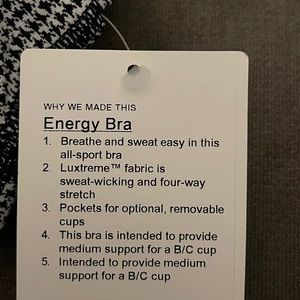 WHY WE MADE THIS
Energy Bra
1. Breathe and sweat easy in this
all-sport bra
2. Luxtreme™ fabric is
sweat-wicking and four-way
stretch
3. Pockets for optional, removable
cups
4. This bra is intended to provide
medium support for a B/C cup
5. Intended to provide medium
support for a B/C cup